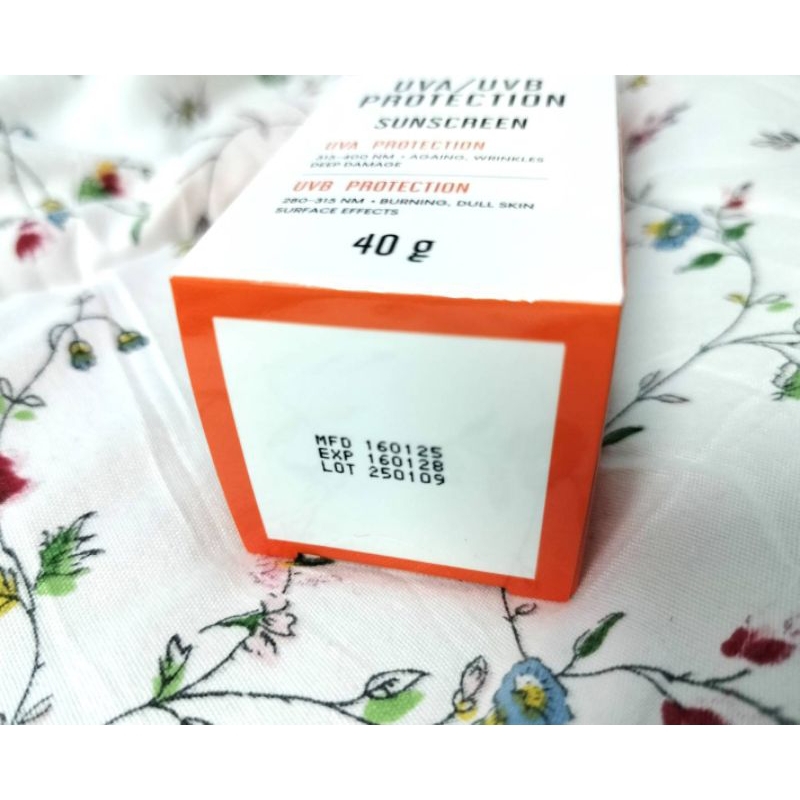 UVA/UVB
PROTECTION
SUNSCREEN
UVA PROTECTION
315-400 NM • AGAING, WRINKLES
DEEP DAMAGE
UVB PROTECTION
280-315 NM • BURNING, DULL SKIN
SURFACE EFFECTS
40 g
MFD 160125
EXP 160128
LOT 250109